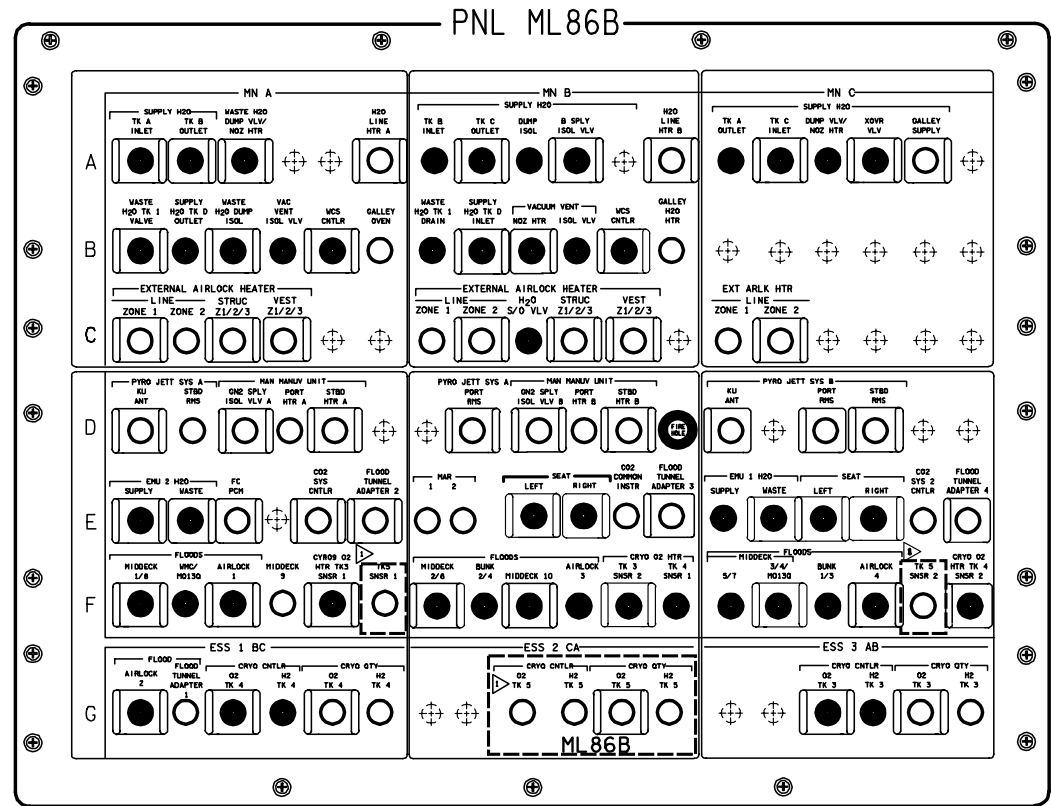 PNL ML86B
MN A
MN B
MN C
SUPPLY H2O
WASTE H2O
H2O
SUPPLY H2O
H2O
SUPPLY H2O
TK A TK B DUMP VLV/ LINE
TK B TK C DUMP B SPLY LINE
TK A TK C DUMP VLV/ XOVR GALLEY
INLET OUTLET NOZ HTR HTR A
INLET OUTLET ISOL ISOL VLV HTR B
OUTLET INLET NOZ HTR VLV SUPPLY
A
WASTE SUPPLY WASTE VAC
WASTE SUPPLY VACUUM VENT GALLEY
H2O TK 1 H2O TK D H2O DUMP VENT WCS GALLEY
H2O TK 1 H2O TK D WCS H2O
VALVE OUTLET ISOL ISOL VLV CNTLR OVEN
DRAIN INLET NOZ HTR ISOL VLV CNTLR HTR
B
EXTERNAL AIRLOCK HEATER
EXTERNAL AIRLOCK HEATER
EXT ARLK HTR
LINE STRUC VEST
LINE H2O STRUC VEST
LINE
ZONE 1 ZONE 2 Z1/2/3 Z1/2/3
ZONE 1 ZONE 2 S/O VLV Z1/2/3 Z1/2/3
ZONE 1 ZONE 2
C
PYRO JETT SYS A MAN MANUV UNIT
PYRO JETT SYS A MAN MANUV UNIT
PYRO JETT SYS B
KU STBD GN2 SPLY PORT STBD
PORT GN2 SPLY PORT STBD
KU PORT STBD
ANT RMS ISOL VLV A HTR A HTR A
RMS ISOL VLV B HTR B HTR B
ANT RMS RMS
D
FIRE
HOLE
EMU 2 H2O FC CO2 FLOOD
MAR SEAT CO2 FLOOD
EMU 1 H2O SEAT CO2 FLOOD
SUPPLY WASTE PCM SYS TUNNEL
CNTLR ADAPTER 2
1 2 LEFT RIGHT COMMON TUNNEL
INSTR ADAPTER 3
SUPPLY WASTE LEFT RIGHT SYS 2 TUNNEL
CNTLR ADAPTER 4
E
1
FLOODS CYRO9 O2
FLOODS CRYO O2 HTR
FLOODS
MIDDECK WMC/ AIRLOCK MIDDECK HTR TK3 TK5
1/8 MO13Q 1 9 SNSR 1 SNSR 1
MIDDECK BUNK AIRLOCK TK 3 TK 4
2/6 2/4 MIDDECK 10 3 SNSR 2 SNSR 1
MIDDECK 3/4/ BUNK AIRLOCK TK 5 CRYO O2
HTR TK 4
5/7 MO13Q 1/3 4 SNSR 2 SNSR 2
F
ESS 1 BC
ESS 2 CA
ESS 3 AB
FLOOD FLOOD CRYO CNTLR CRYO QTY
CRYO CNTLR CRYO QTY
CRYO CNTLR CRYO QTY
AIRLOCK TUNNEL O2 H2 O2 H2
2 ADAPTER TK 4 TK 4 TK 4 TK 4
1
1
O2 H2 O2 H2
TK 5 TK 5 TK 5 TK 5
O2 H2 O2 H2
TK 3 TK 3 TK 3 TK 3
G
ML86B